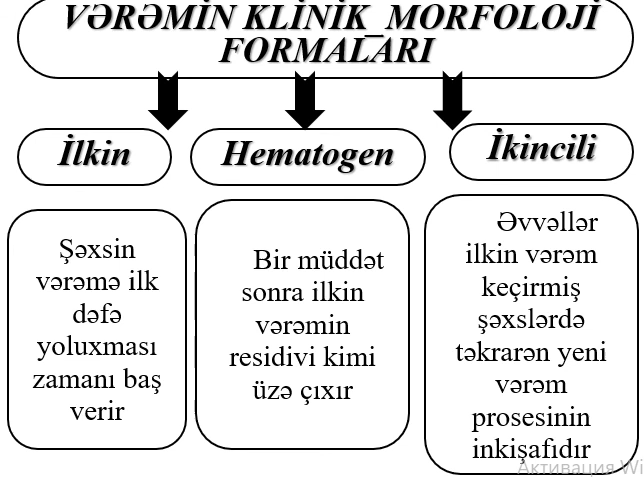 VƏRƏMİN KLİNİK_MORFOLOJİ
FORMALARI
İlkin
Hematogen
İkincili
Şəxsin
vərəmə ilk
dəfə
yoluxması
zamanı baş
verir
Bir müddət
sonra ilkin
vərəmin
residivi kimi
üzə çıxır
Əvvəllər
ilkin vərəm
keçirmiş
şəxslərdə
təkrarən yeni
vərəm
prosesinin
inkişafıdır
Активация Wi